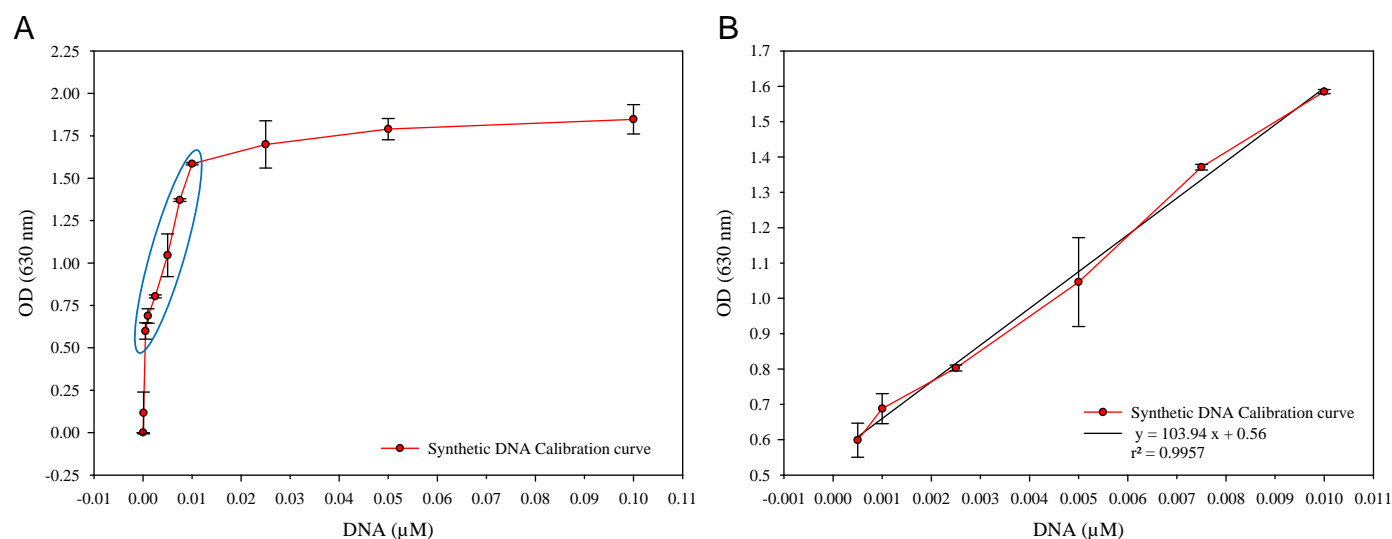 A
2.25
2.00
1.75
1.50
1.25
1.00
0.75
0.50
0.25
0.00
-0.25
OD (630 nm)
Synthetic DNA Calibration curve
-0.01 0.00 0.01 0.02 0.03 0.04 0.05 0.06 0.07 0.08 0.09 0.10 0.11
DNA (µM)
B
1.7
1.6
1.5
1.4
1.3
1.2
1.1
1.0
0.9
0.8
0.7
0.6
0.5
OD (630 nm)
Synthetic DNA Calibration curve
y = 103.94 x + 0.56
r² = 0.9957
-0.001 0.000 0.001 0.002 0.003 0.004 0.005 0.006 0.007 0.008 0.009 0.010 0.011
DNA (µM)